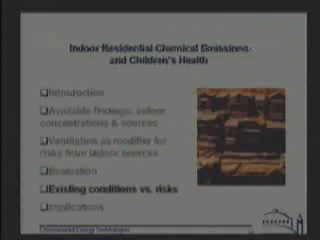 Indoor Residential Chemical Emissions
and Children's Health
❑Introduction
❑Available findings: indoor
concentrations & sources
❑Ventilation as modifier for
risks from indoor sources
❑Evaluation
❑Existing conditions vs. risks
❑Implications
Environmental Energy Technologies